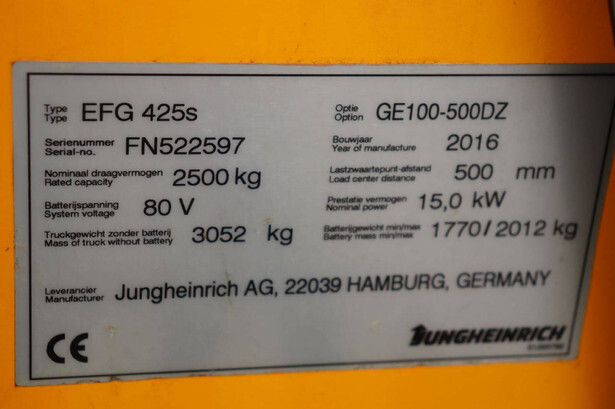 Type EFG 425s Optie GE100-500DZ
Type Option
Serienummer FN522597 Bouwjaar 2016
Serial-no. Year of manufacture
Nominaal draagvermogen 2500 kg Lastzwaartepunt-afstand 500 mm
Rated capacity Load center distance
Batterijspanning 80 V Prestatie vermogen 15,0 kW
System voltage Nominal power
Truckgewicht zonder batterij 3052 kg Batterijgewicht min/max 1770/2012 kg
Mass of truck without battery Battery mass min/max
Leverancier Jungheinrich AG, 22039 HAMBURG, GERMANY
Manufacturer
CE JUNGHEINRICH